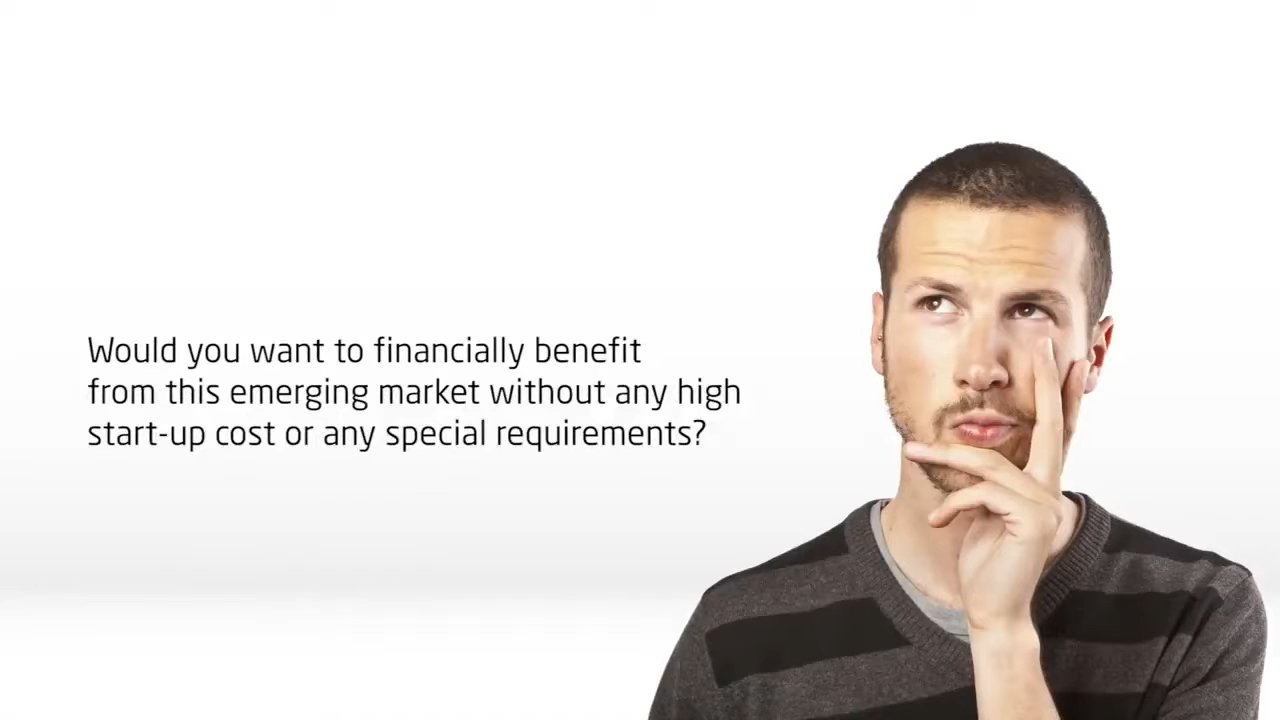 Would you want to financially benefit
from this emerging market without any high
start-up cost or any special requirements?